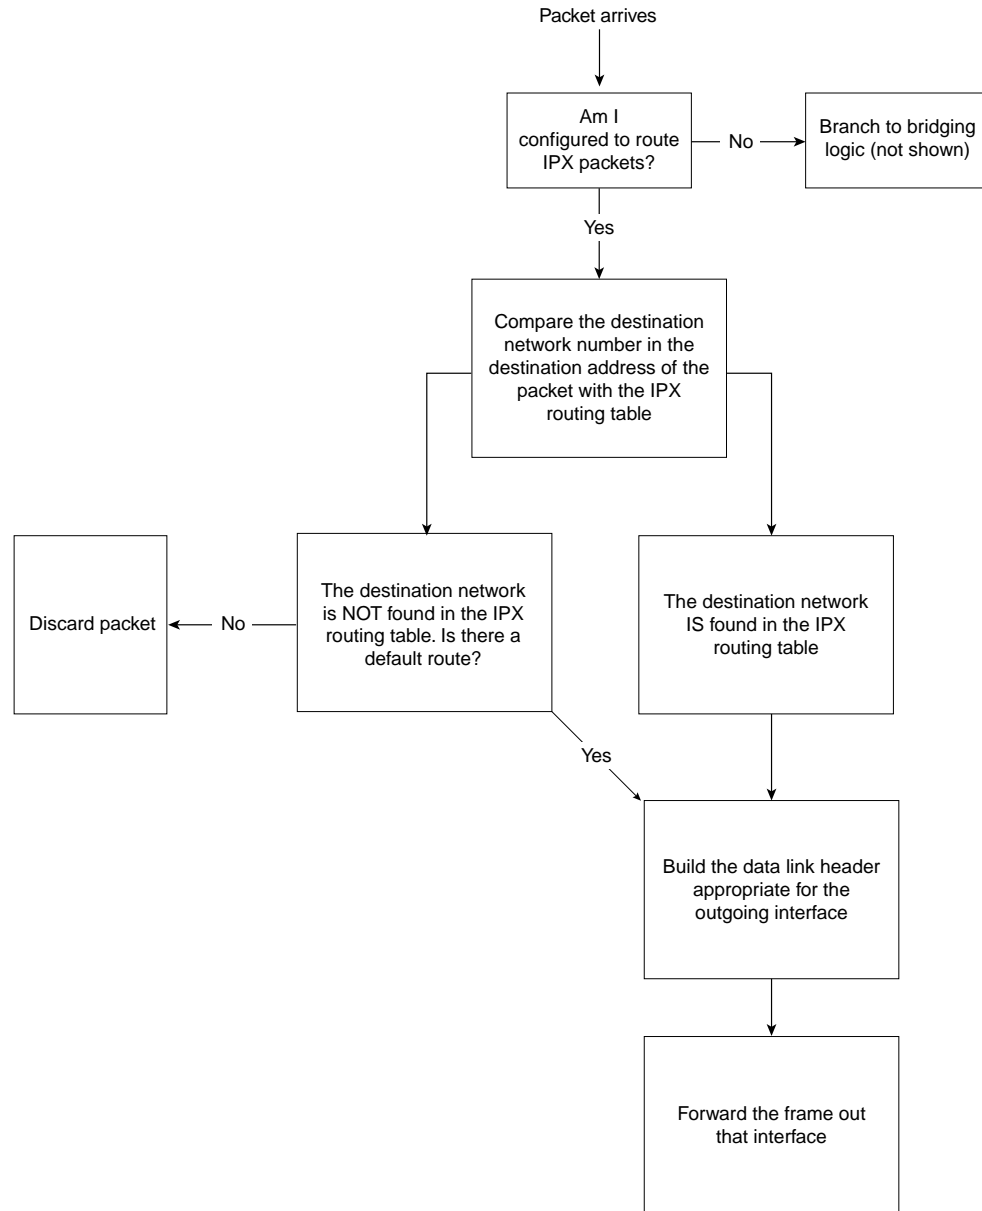 Packet arrives
Am I
configured to route
IPX packets?
No
Branch to bridging
logic (not shown)
Yes
Compare the destination
network number in the
destination address of the
packet with the IPX
routing table
Discard packet
No
The destination network
is NOT found in the IPX
routing table. Is there a
default route?
The destination network
IS found in the IPX
routing table
Yes
Build the data link header
appropriate for the
outgoing interface
Forward the frame out
that interface